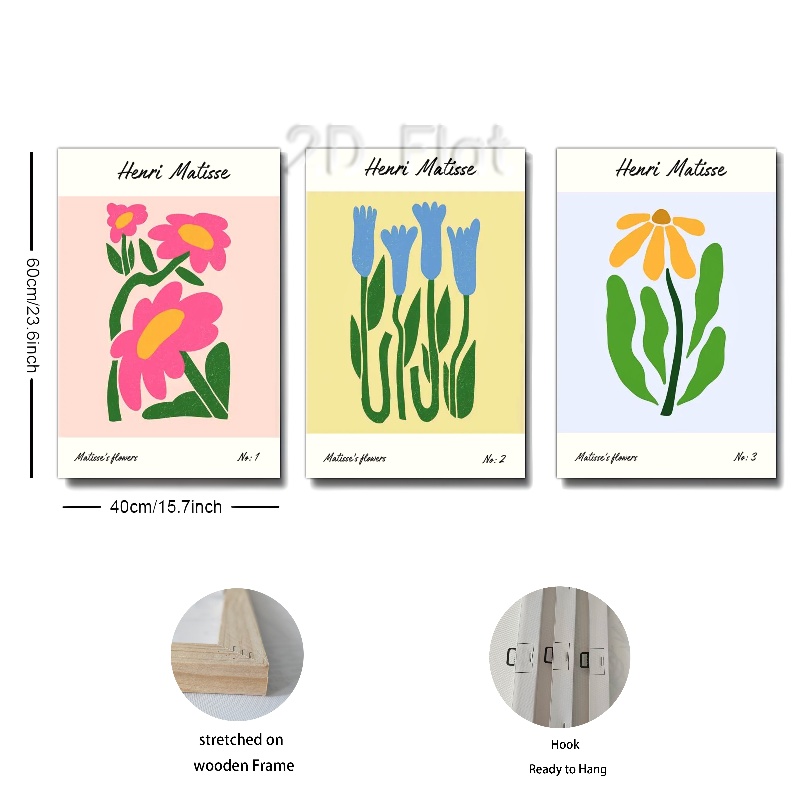 2D Flat
Henri Matisse
Henri Matisse
Henri Matisse
60cm/23.6inch
Matisse's flowers
No: 1
Matisse's flowers
No: 2
Matisse's flowers
No: 3
40cm/15.7inch
stretched on
wooden Frame
Hook
Ready to Hang